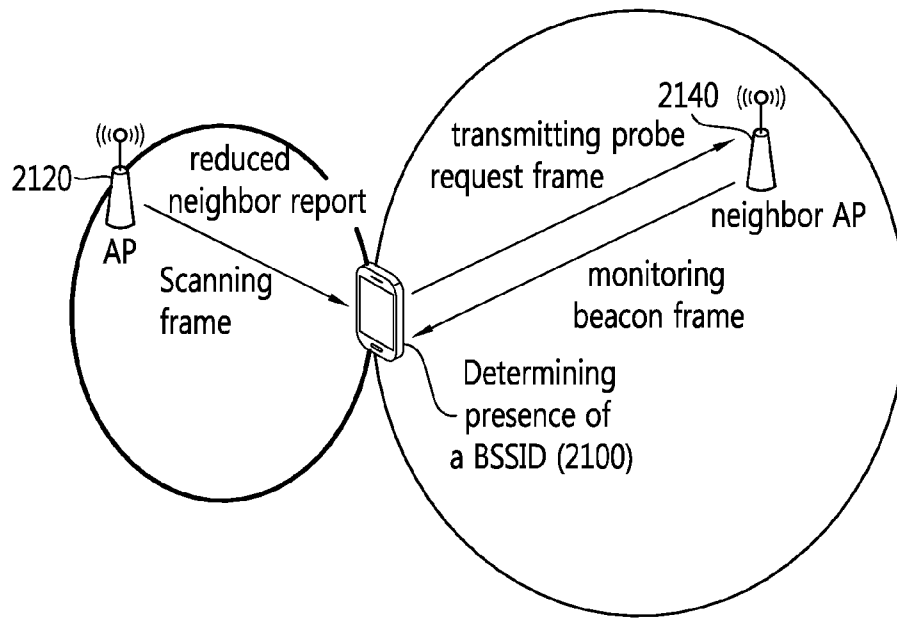 2120
AP
reduced
neighbor report
Scanning
frame
2140
transmitting probe
request frame
neighbor AP
monitoring
beacon frame
Determining
presence of
a BSSID (2100)